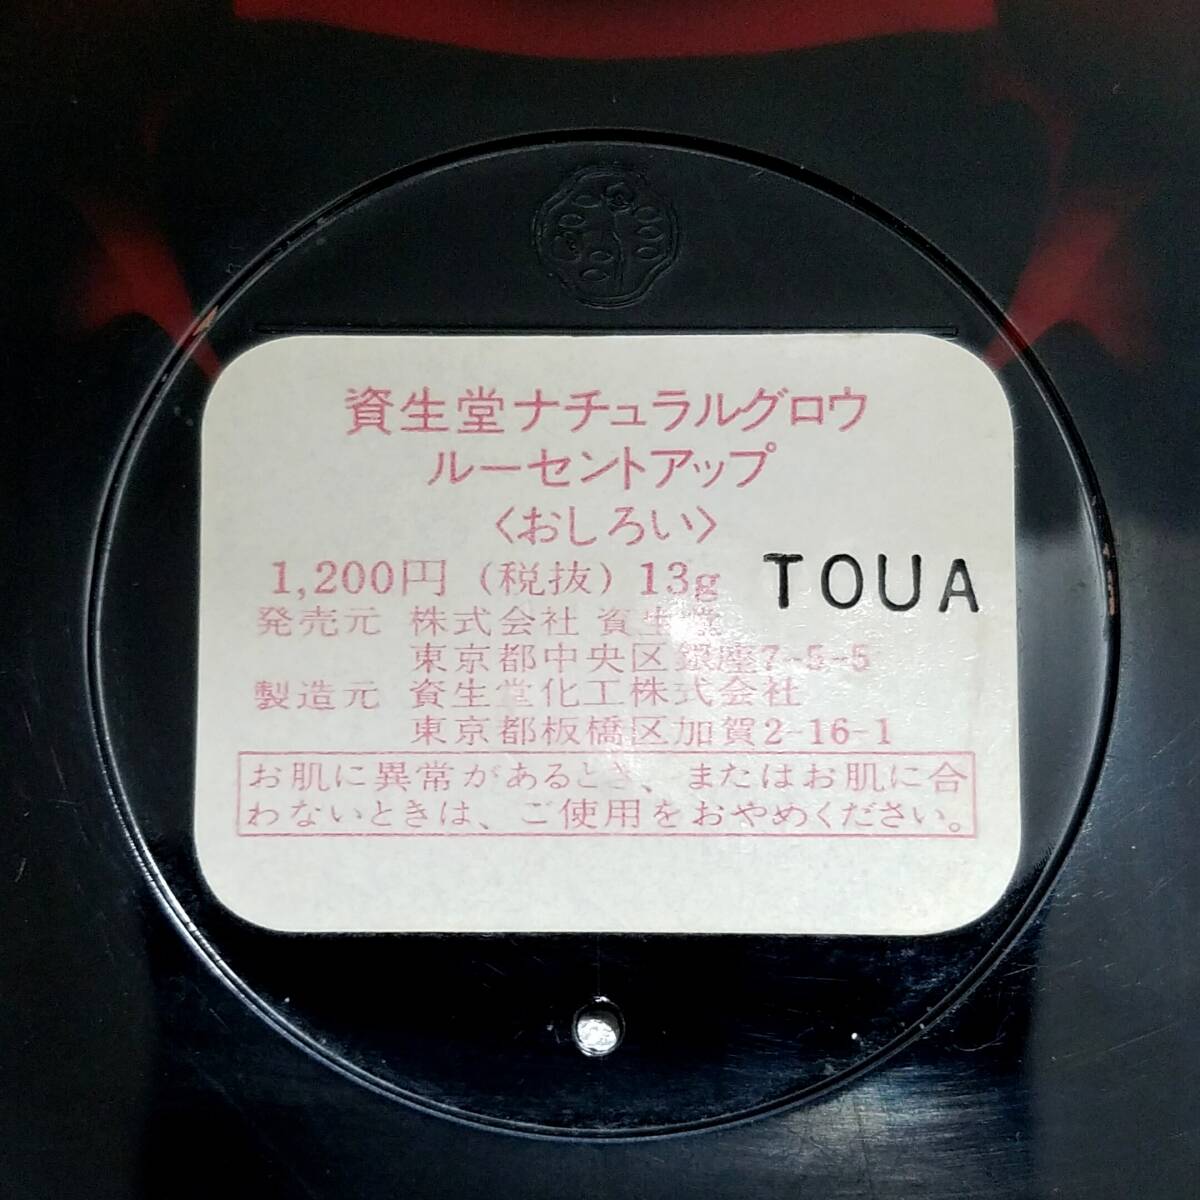 資生堂ナチュラルグロウ
ルーセントアップ
〈おしろい〉
1,200円 (税抜) 13g TOUA
発売元 株式会社 資生堂
東京都中央区銀座7-5-5
製造元 資生堂化工株式会社
東京都板橋区加賀2-16-1
お肌に異常があるとき、またはお肌に合
わないときは、ご使用をおやめください。